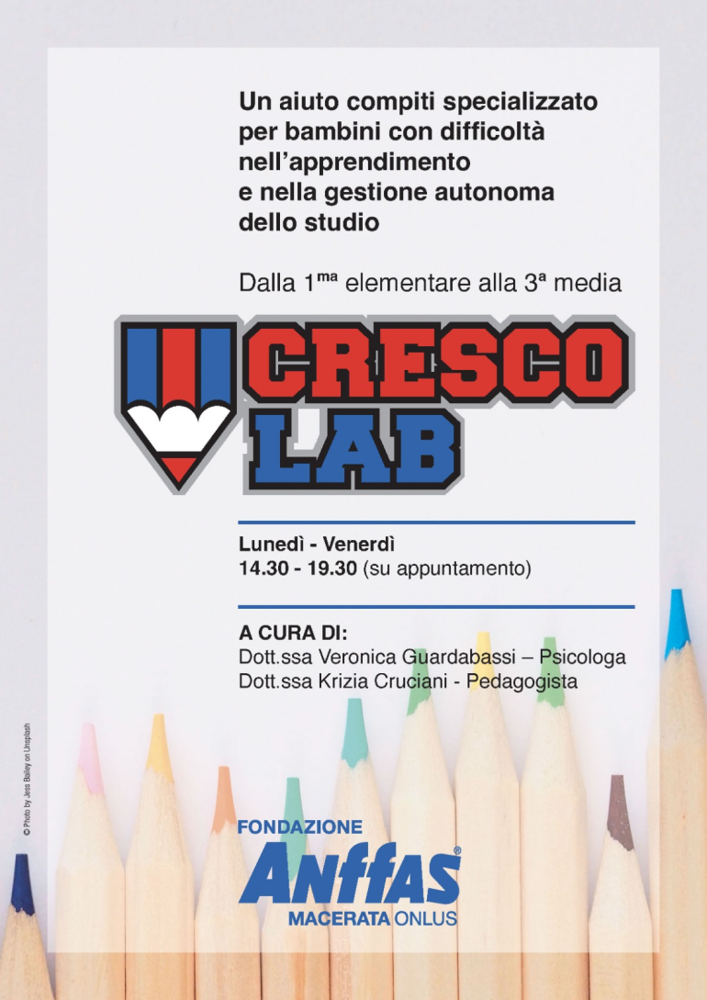 Un aiuto compiti specializzato
per bambini con difficoltà
nell'apprendimento
e nella gestione autonoma
dello studio
Dalla 1ᵐᵃ elementare alla 3ª media
CRESCO
LAB
Lunedì - Venerdì
14.30 - 19.30 (su appuntamento)
A CURA DI:
Dott.ssa Veronica Guardabassi – Psicologa
Dott.ssa Krizia Cruciani - Pedagogista
© Photo by Jess Bailey on Unsplash
FONDAZIONE
ANffAS®
MACERATA ONLUS